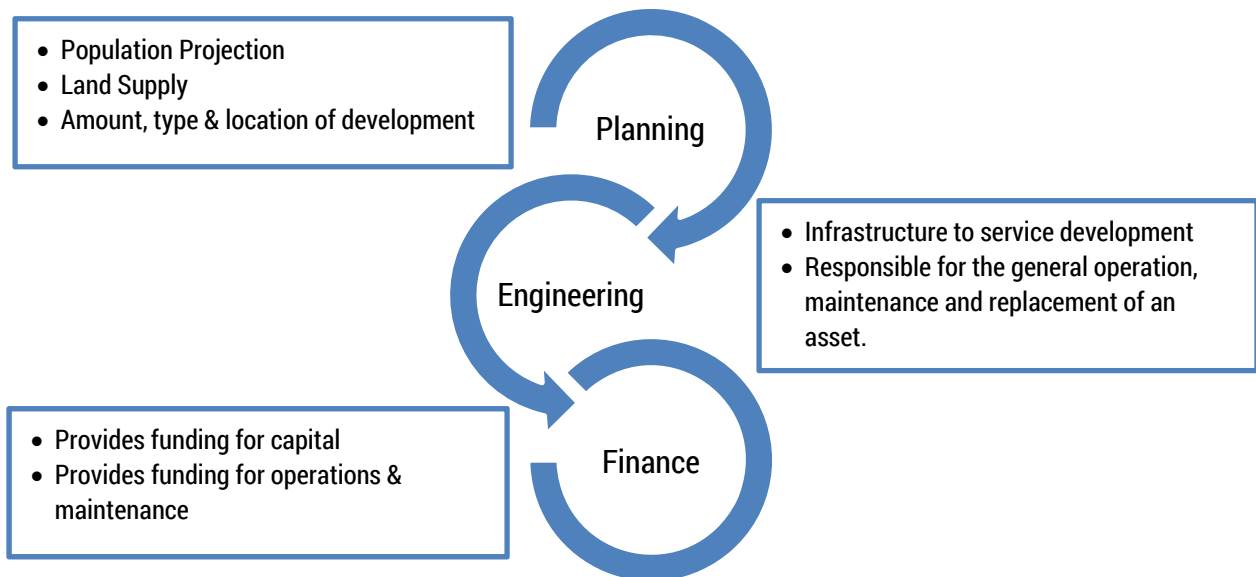 • Population Projection
• Land Supply
• Amount, type & location of development
Planning
• Infrastructure to service development
• Responsible for the general operation,
maintenance and replacement of an
asset.
Engineering
• Provides funding for capital
• Provides funding for operations &
maintenance
Finance